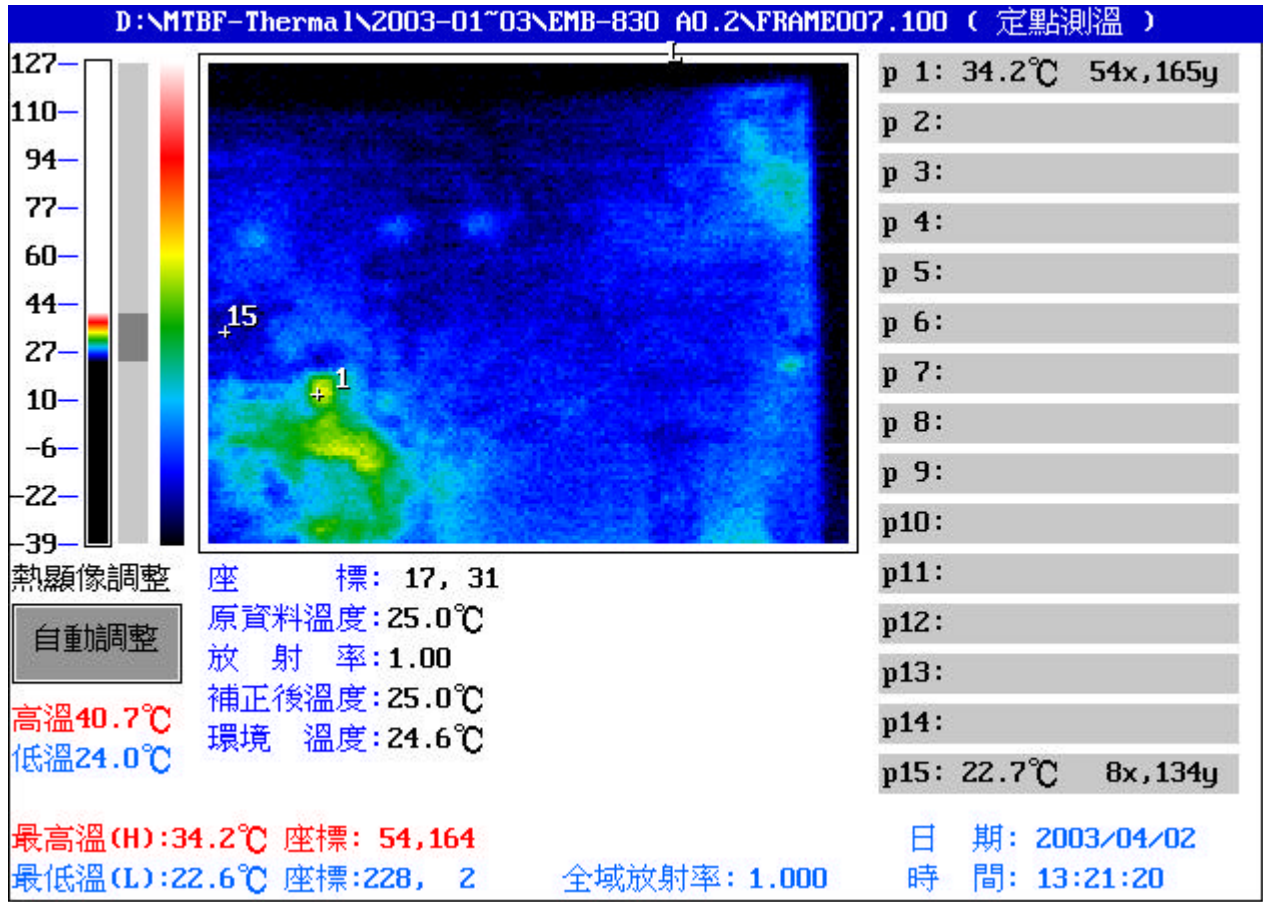 D:\MTBF-Thermal\2003-01~03\EMB-830 A0.2\FRAME007.100 ( 定點測溫 )
127
110
94
77
60
44
27
10
-6
-22
-39
15
1
p 1: 34.2℃ 54x,165y
p 2:
p 3:
p 4:
p 5:
p 6:
p 7:
p 8:
p 9:
p10:
p11:
p12:
p13:
p14:
p15: 22.7℃ 8x,134y
熱顯像調整
自動調整
高溫40.7℃
低溫24.0℃
座 標: 17, 31
原資料溫度:25.0℃
放 射 率:1.00
補正後溫度:25.0℃
環境 溫度:24.6℃
最高溫(H):34.2℃ 座標: 54,164
最低溫(L):22.6℃ 座標:228, 2
全域放射率: 1.000
日 期: 2003/04/02
時 間: 13:21:20